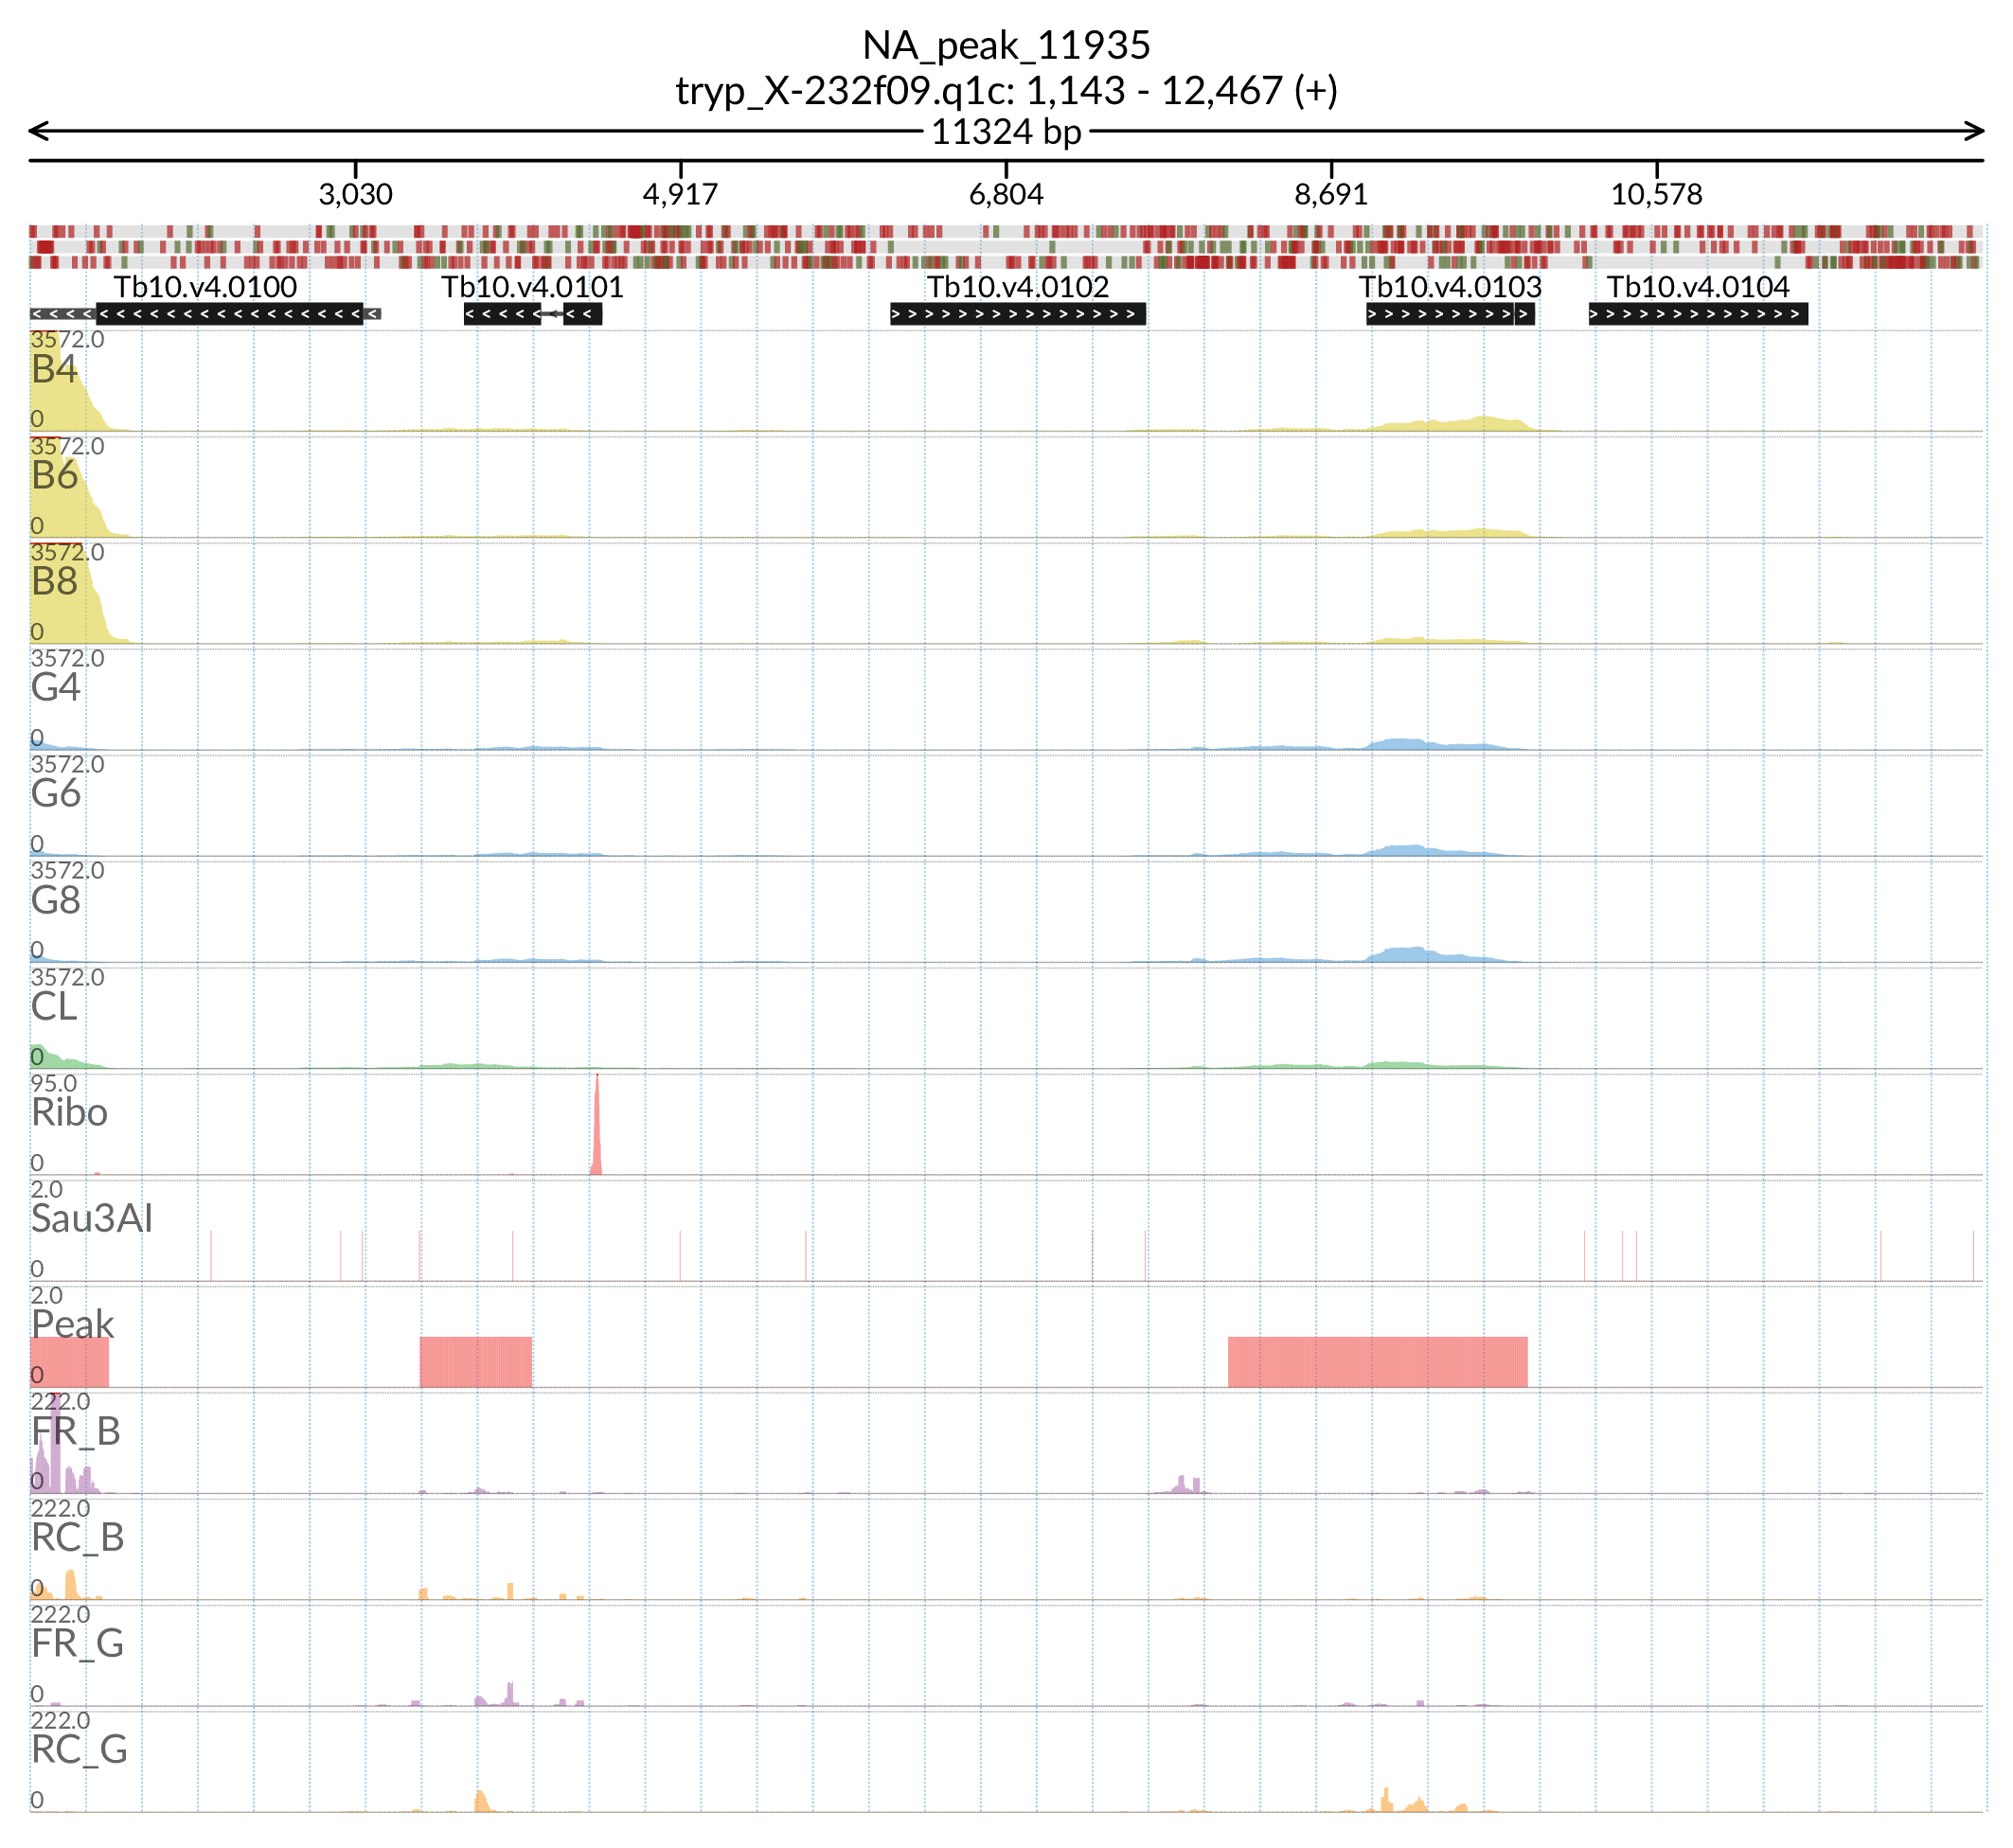 NA_peak_11935
tryp_X-232f09.q1c: 1,143 - 12,467 (+)
11324 bp
3,030 4,917 6,804 8,691 10,578
Tb10.v4.0100 Tb10.v4.0101 Tb10.v4.0102 Tb10.v4.0103 Tb10.v4.0104
3572.0
B4
0
3572.0
B6
0
3572.0
B8
0
3572.0
G4
0
3572.0
G6
0
3572.0
G8
0
3572.0
CL
0
95.0
Ribo
0
2.0
Sau3AI
0
2.0
Peak
0
222.0
FR_B
0
222.0
RC_B
0
222.0
FR_G
0
222.0
RC_G
0